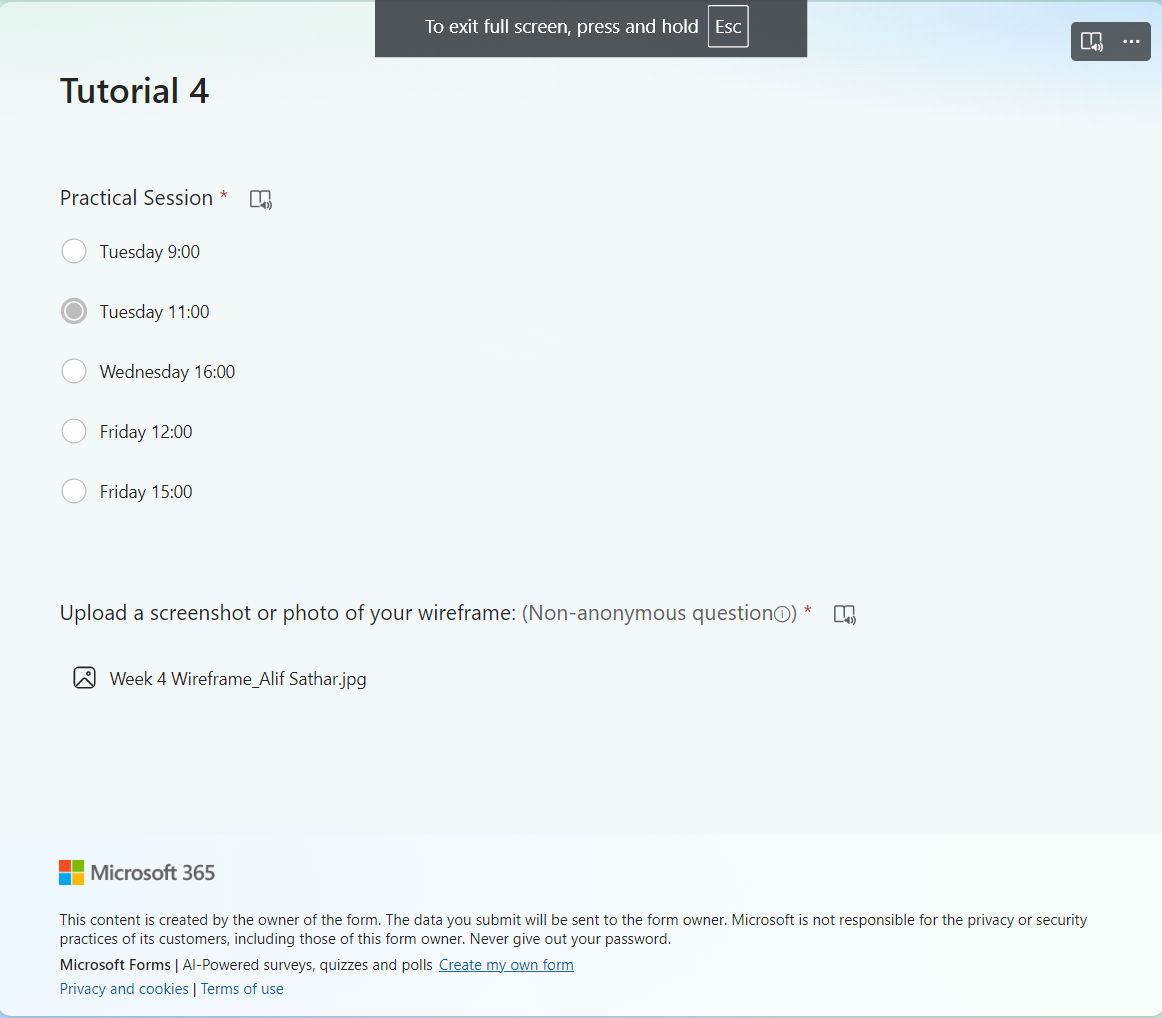 To exit full screen, press and hold Esc
Tutorial 4
Practical Session *
Tuesday 9:00
Tuesday 11:00
Wednesday 16:00
Friday 12:00
Friday 15:00
Upload a screenshot or photo of your wireframe: (Non-anonymous question) *
Week 4 Wireframe_Alif Sathar.jpg
Microsoft 365
This content is created by the owner of the form. The data you submit will be sent to the form owner. Microsoft is not responsible for the privacy or security
practices of its customers, including those of this form owner. Never give out your password.
Microsoft Forms | AI-Powered surveys, quizzes and polls Create my own form
Privacy and cookies | Terms of use